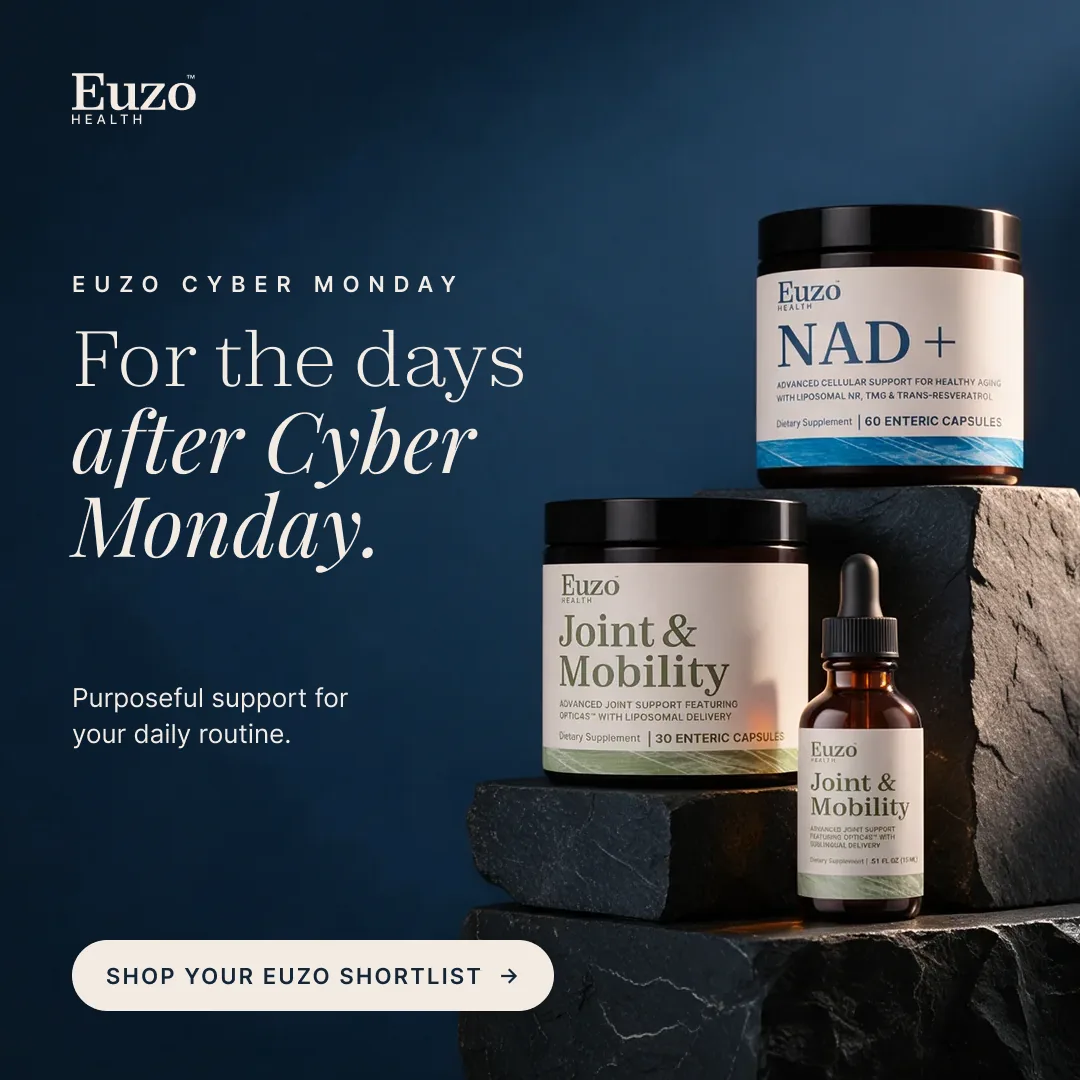 Euzo™
HEALTH
EUZO CYBER MONDAY
For the days
after Cyber
Monday.
Purposeful support for
your daily routine.
SHOP YOUR EUZO SHORTLIST →
Euzo
HEALTH
NAD+
ADVANCED CELLULAR SUPPORT FOR HEALTHY AGING
WITH LIPOSOMAL NR, TMG & TRANS-RESVERATROL
Dietary Supplement | 60 ENTERIC CAPSULES
Euzo
HEALTH
Joint &
Mobility
ADVANCED JOINT SUPPORT FEATURING
OPTIC4S™ WITH LIPOSOMAL DELIVERY
Dietary Supplement | 30 ENTERIC CAPSULES
Euzo
HEALTH
Joint &
Mobility
ADVANCED JOINT SUPPORT
FEATURING OPTIC4S™ WITH
SUBLINGUAL DELIVERY
Dietary Supplement | .51 FL OZ (15 ML)